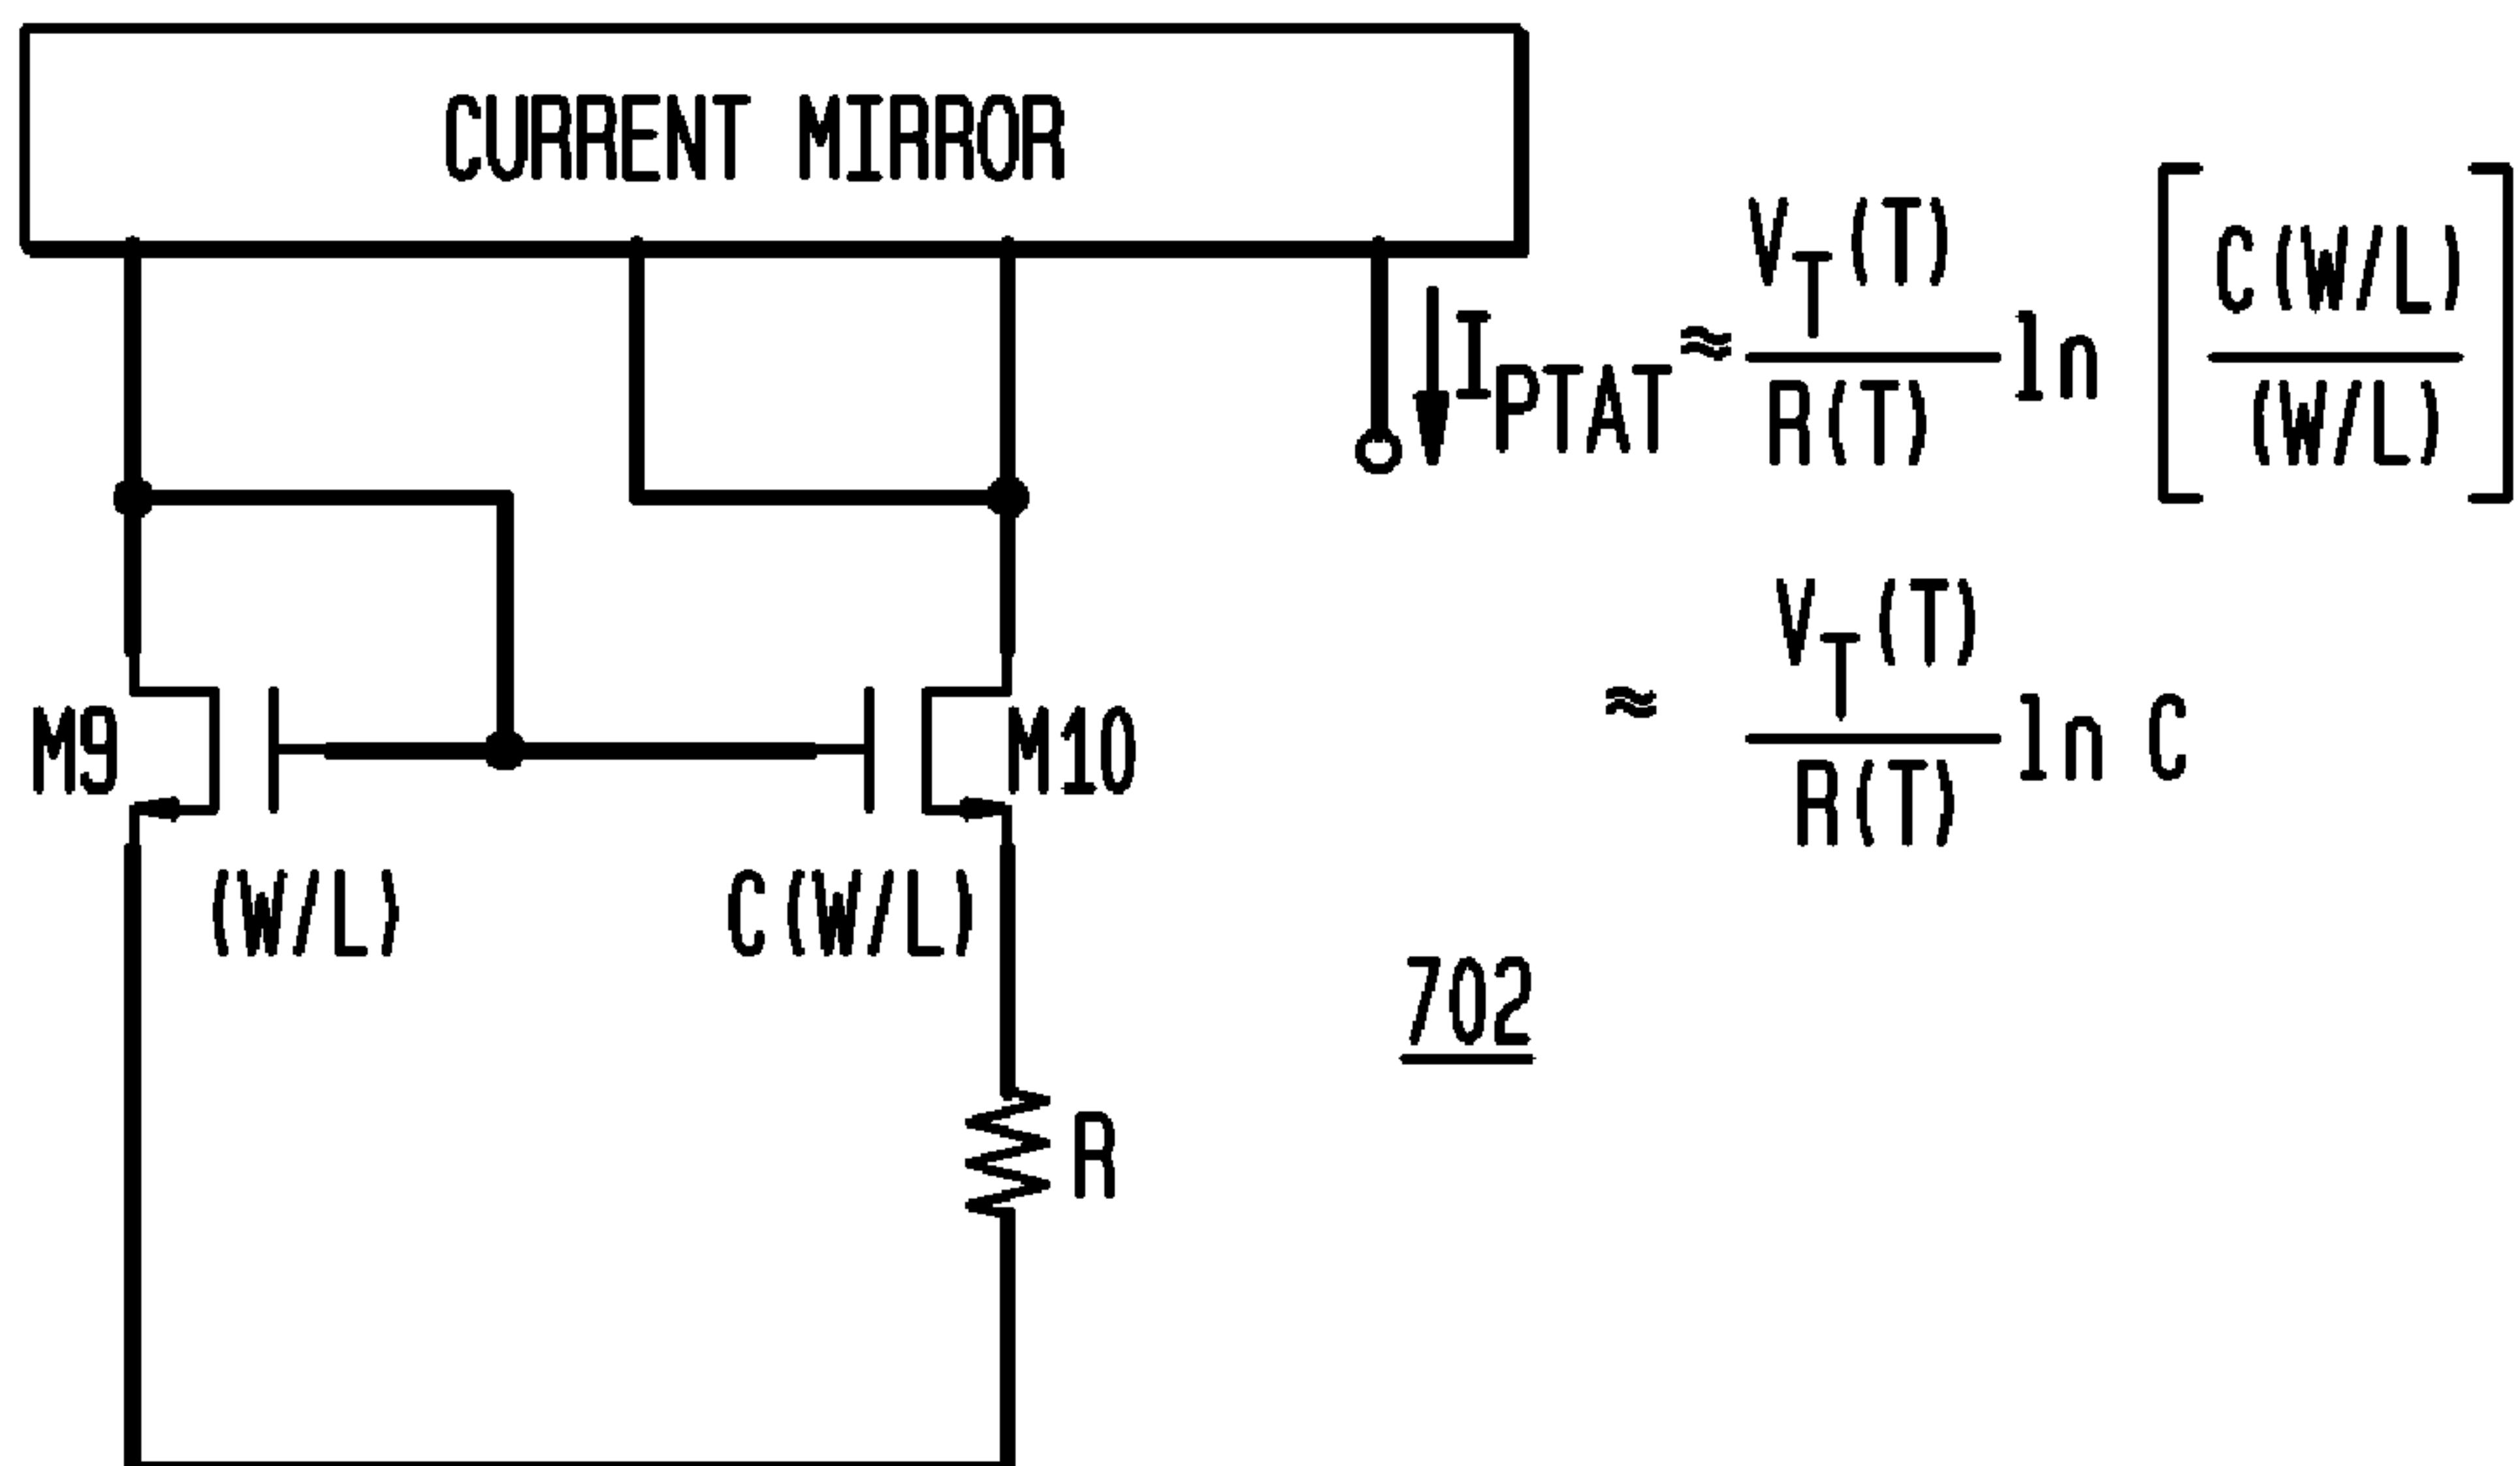 CURRENT MIRROR
I_PTAT ≈ V_T(T)/R(T) ln [C(W/L)/(W/L)]
≈ V_T(T)/R(T) ln C
M9
M10
(W/L)
C(W/L)
702
R